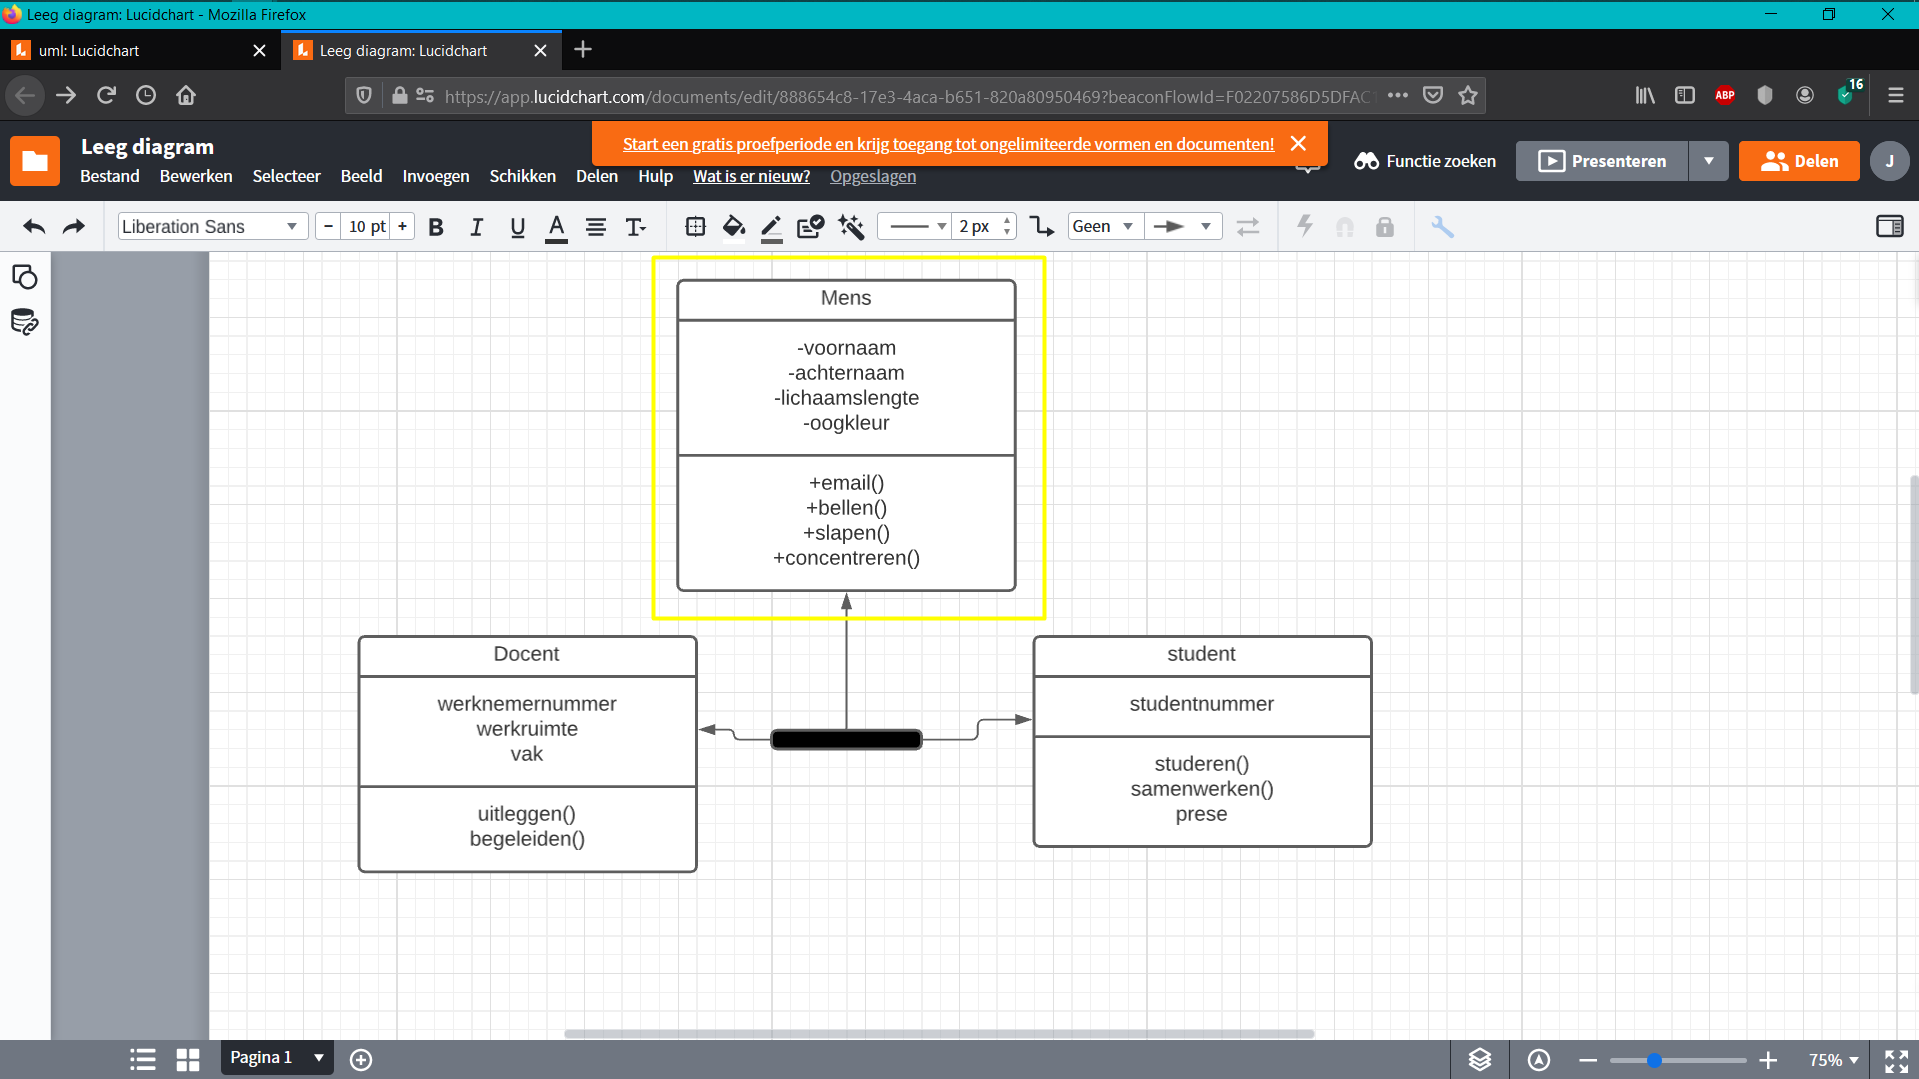 Leeg diagram: Lucidchart - Mozilla Firefox
uml: Lucidchart
Leeg diagram: Lucidchart
https://app.lucidchart.com/documents/edit/888654c8-17e3-4aca-b651-820a80950469?beaconFlowId=F02207586D5DFAC
ABP
16
Leeg diagram
Start een gratis proefperiode en krijg toegang tot ongelimiteerde vormen en documenten!
Functie zoeken
Presenteren
Delen
J
Bestand Bewerken Selecteer Beeld Invoegen Schikken Delen Hulp Wat is er nieuw? Opgeslagen
Liberation Sans - 10 pt + B I U A T 2 px Geen
Mens
-voornaam
-achternaam
-lichaamslengte
-oogkleur
+email()
+bellen()
+slapen()
+concentreren()
Docent
werknemernummer
werkruimte
vak
uitleggen()
begeleiden()
student
studentnummer
studeren()
samenwerken()
prese
Pagina 1
75%